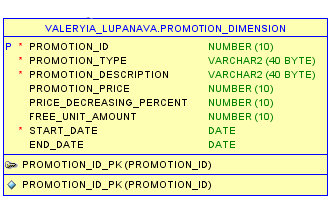 VALERYIA_LUPANAVA.PROMOTION_DIMENSION
P * PROMOTION_ID NUMBER (10)
* PROMOTION_TYPE VARCHAR2 (40 BYTE)
* PROMOTION_DESCRIPTION VARCHAR2 (40 BYTE)
PROMOTION_PRICE NUMBER (10)
PRICE_DECREASING_PERCENT NUMBER (10)
FREE_UNIT_AMOUNT NUMBER (10)
* START_DATE DATE
END_DATE DATE
PROMOTION_ID_PK (PROMOTION_ID)
PROMOTION_ID_PK (PROMOTION_ID)